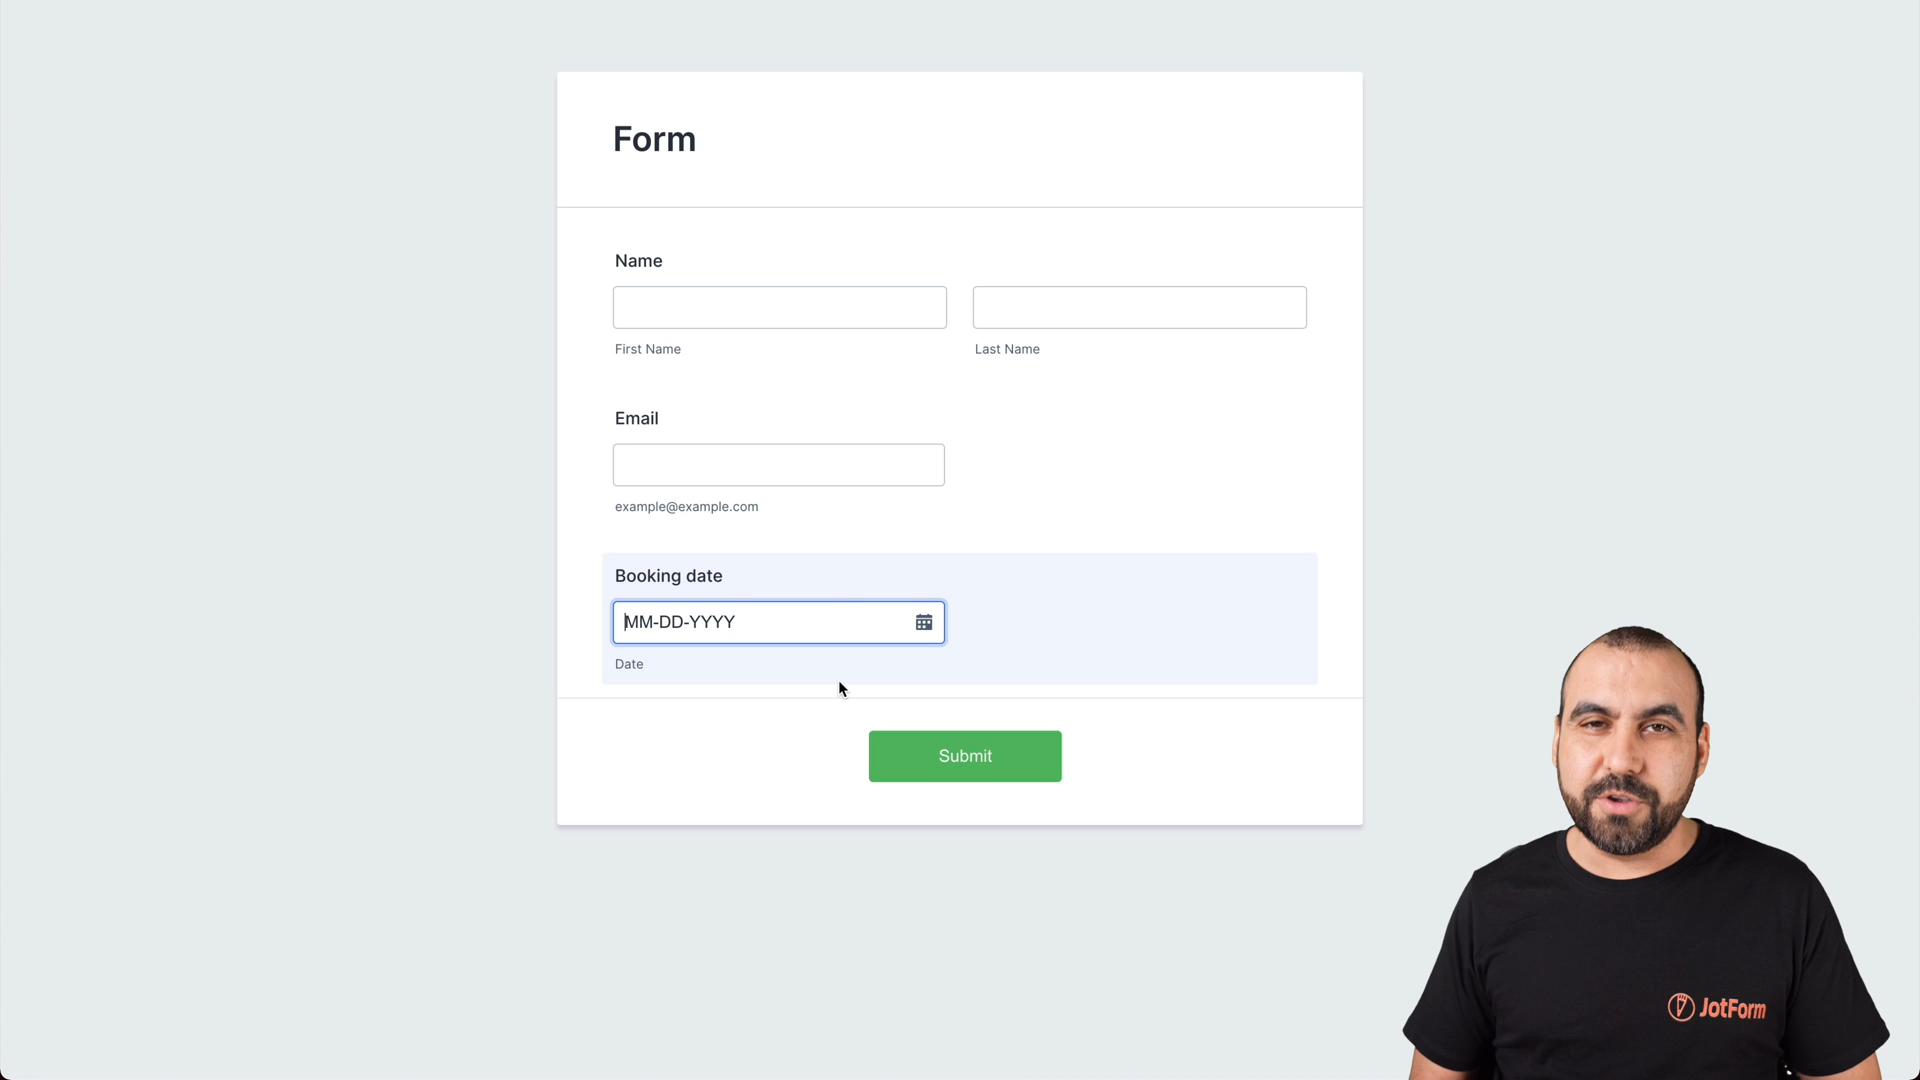 Form
Name
First Name
Last Name
Email
example@example.com
Booking date
MM-DD-YYYY
Date
Submit
JotForm